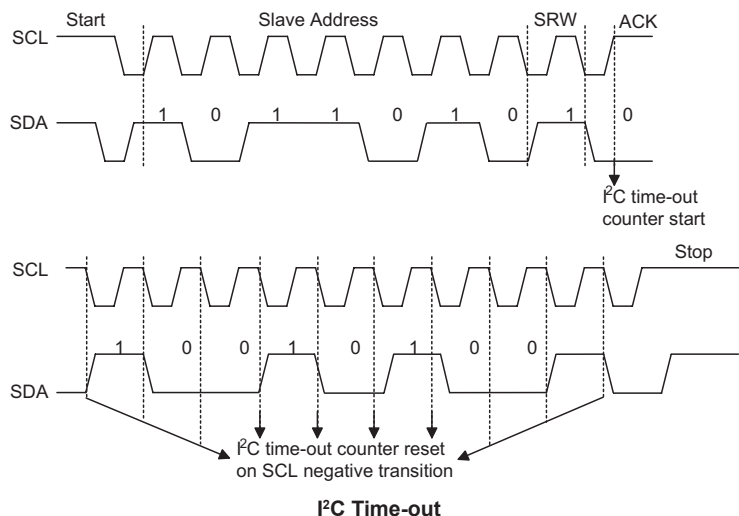 Start Slave Address SRW ACK
SCL
1 0 1 1 0 1 0 1 0
SDA
I²C time-out
counter start
Stop
SCL
1 0 0 1 0 1 0 0
SDA
I²C time-out counter reset
on SCL negative transition
I²C Time-out